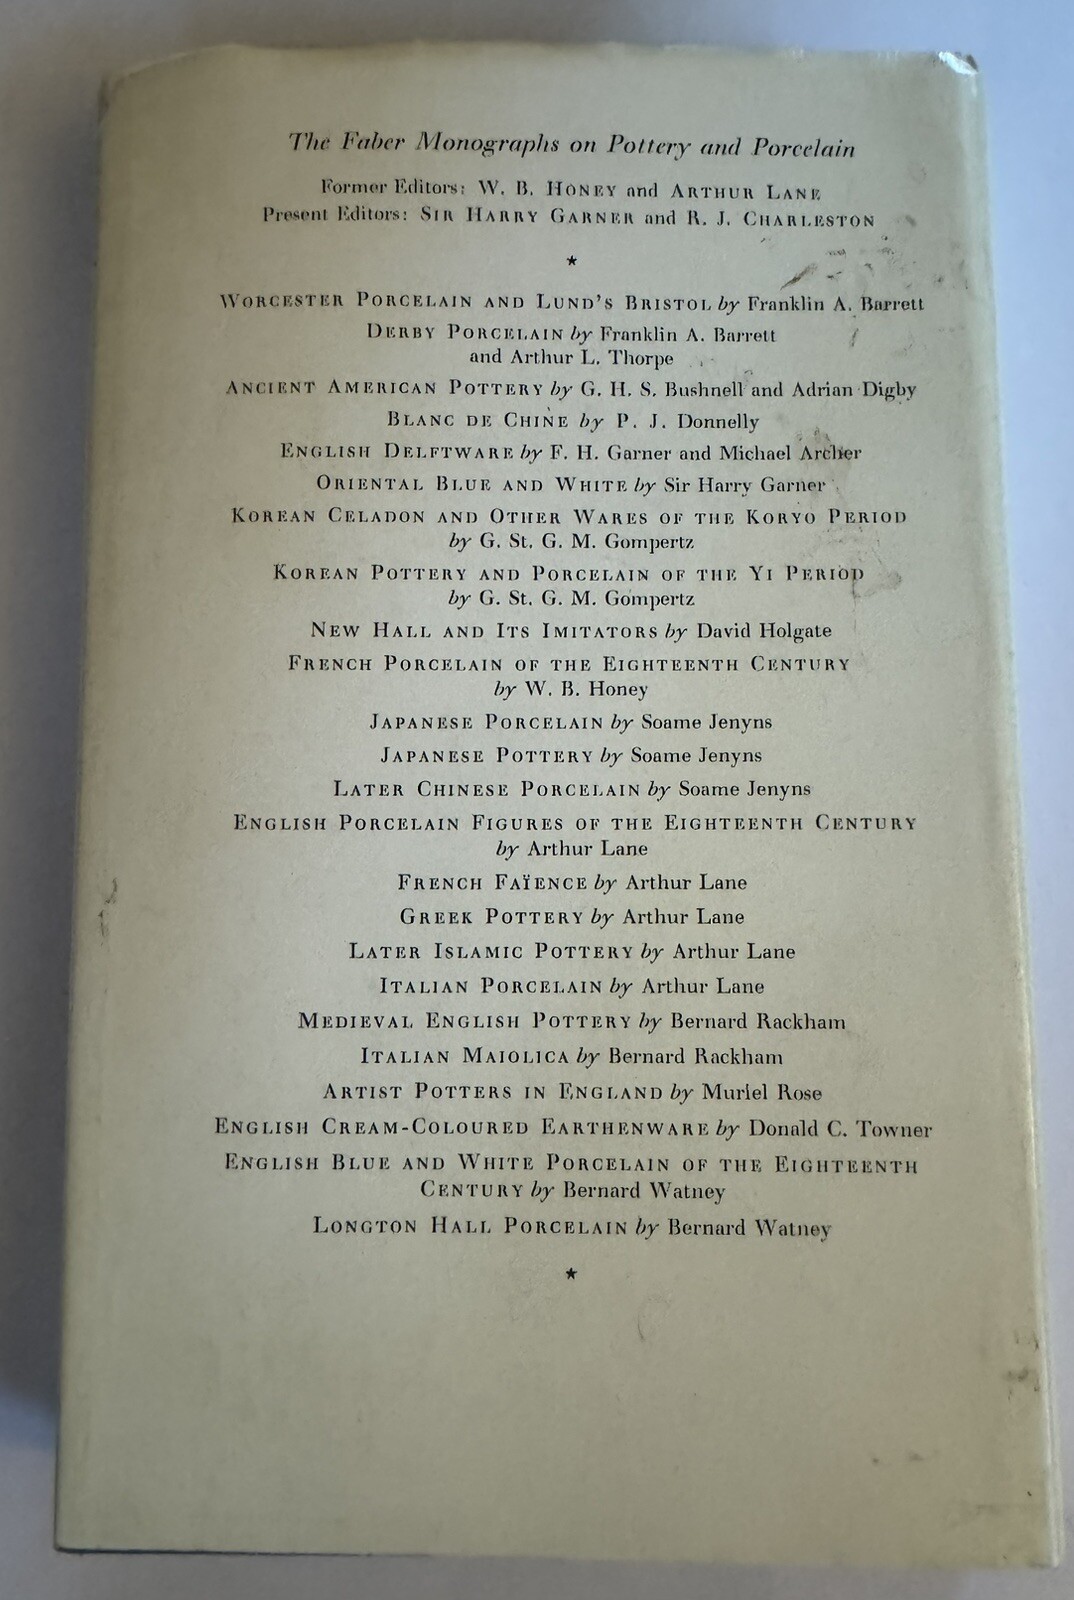 The Faber Monographs on Pottery and Porcelain
Former Editors: W. B. HONEY and ARTHUR LANE
Present Editors: SIR HARRY GARNER and R. J. CHARLESTON
★
WORCESTER PORCELAIN AND LUND'S BRISTOL by Franklin A. Barrett
DERBY PORCELAIN by Franklin A. Barrett
and Arthur L. Thorpe
ANCIENT AMERICAN POTTERY by G. H. S. Bushnell and Adrian Digby
BLANC DE CHINE by P. J. Donnelly
ENGLISH DELFTWARE by F. H. Garner and Michael Archer
ORIENTAL BLUE AND WHITE by Sir Harry Garner
KOREAN CELADON AND OTHER WARES OF THE KORYO PERIOD
by G. St. G. M. Gompertz
KOREAN POTTERY AND PORCELAIN OF THE YI PERIOD
by G. St. G. M. Gompertz
NEW HALL AND ITS IMITATORS by David Holgate
FRENCH PORCELAIN OF THE EIGHTEENTH CENTURY
by W. B. Honey
JAPANESE PORCELAIN by Soame Jenyns
JAPANESE POTTERY by Soame Jenyns
LATER CHINESE PORCELAIN by Soame Jenyns
ENGLISH PORCELAIN FIGURES OF THE EIGHTEENTH CENTURY
by Arthur Lane
FRENCH FAÏENCE by Arthur Lane
GREEK POTTERY by Arthur Lane
LATER ISLAMIC POTTERY by Arthur Lane
ITALIAN PORCELAIN by Arthur Lane
MEDIEVAL ENGLISH POTTERY by Bernard Rackham
ITALIAN MAIOLICA by Bernard Rackham
ARTIST POTTERS IN ENGLAND by Muriel Rose
ENGLISH CREAM-COLOURED EARTHENWARE by Donald C. Towner
ENGLISH BLUE AND WHITE PORCELAIN OF THE EIGHTEENTH
CENTURY by Bernard Watney
LONGTON HALL PORCELAIN by Bernard Watney
★